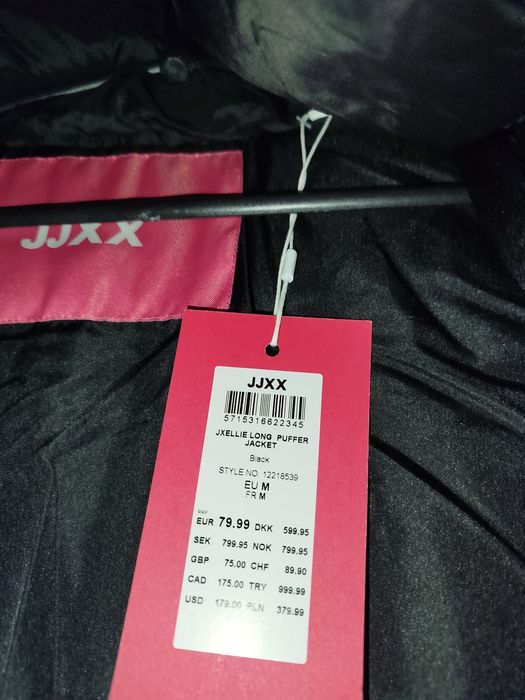 JJXX
JJXX
5715316622345
JXELLIE LONG PUFFER
JACKET
Black
STYLE NO. 12218539
EU M
FR M
RRP
EUR 79.99 DKK 599.95
SEK 799.95 NOK 799.95
GBP 75.00 CHF 89.90
CAD 175.00 TRY 999.99
USD 179.00 PLN 379.99